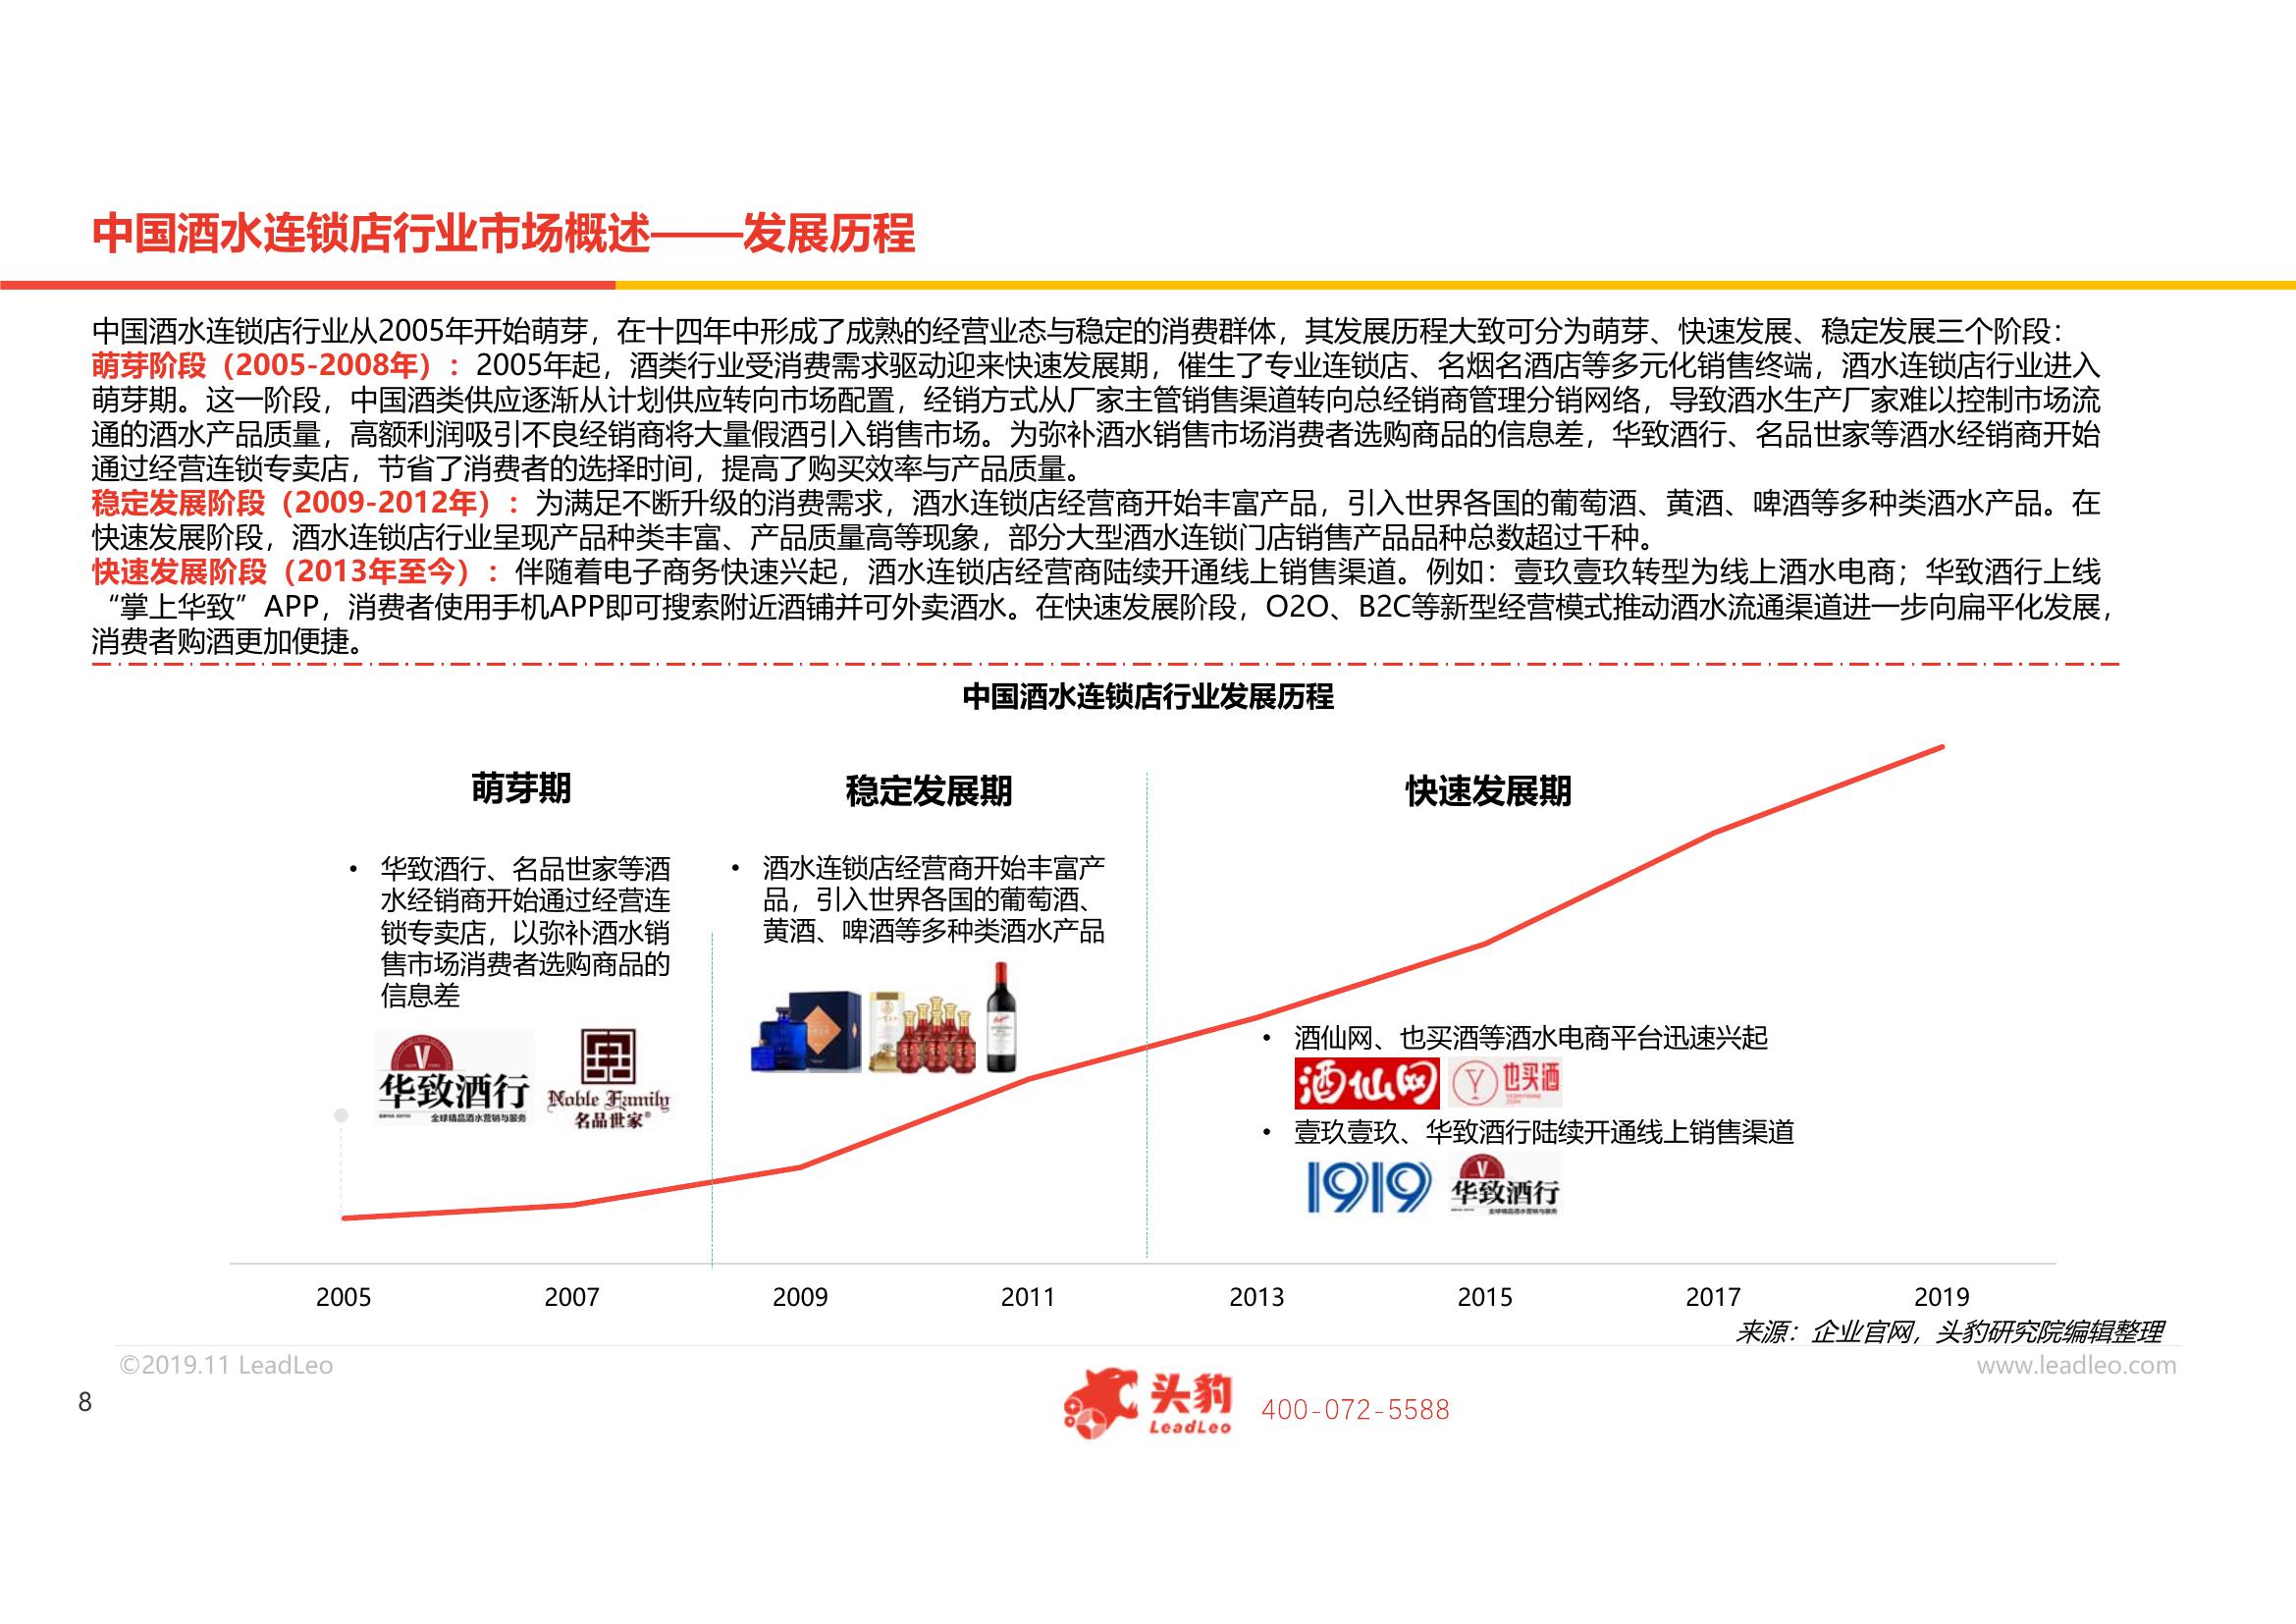 中国酒水连锁店行业市场概述——发展历程
中国酒水连锁店行业从2005年开始萌芽，在十四年中形成了成熟的经营业态与稳定的消费群体，其发展历程大致可分为萌芽、快速发展、稳定发展三个阶段：
萌芽阶段（2005-2008年）：2005年起，酒类行业受消费需求驱动迎来快速发展期，催生了专业连锁店、名烟名酒店等多元化销售终端，酒水连锁店行业进入
萌芽期。这一阶段，中国酒类供应逐渐从计划供应转向市场配置，经销方式从厂家主管销售渠道转向总经销商管理分销网络，导致酒水生产厂家难以控制市场流
通的酒水产品质量，高额利润吸引不良经销商将大量假酒引入销售市场。为弥补酒水销售市场消费者选购商品的信息差，华致酒行、名品世家等酒水经销商开始
通过经营连锁专卖店，节省了消费者的选择时间，提高了购买效率与产品质量。
稳定发展阶段（2009-2012年）：为满足不断升级的消费需求，酒水连锁店经营商开始丰富产品，引入世界各国的葡萄酒、黄酒、啤酒等多种类酒水产品。在
快速发展阶段，酒水连锁店行业呈现产品种类丰富、产品质量高等现象，部分大型酒水连锁门店销售产品品种总数超过千种。
快速发展阶段（2013年至今）：伴随着电子商务快速兴起，酒水连锁店经营商陆续开通线上销售渠道。例如：壹玖壹玖转型为线上酒水电商；华致酒行上线
“掌上华致”APP，消费者使用手机APP即可搜索附近酒铺并可外卖酒水。在快速发展阶段，O2O、B2C等新型经营模式推动酒水流通渠道进一步向扁平化发展，
消费者购酒更加便捷。
中国酒水连锁店行业发展历程
萌芽期
稳定发展期
快速发展期
• 华致酒行、名品世家等酒
水经销商开始通过经营连
锁专卖店，以弥补酒水销
售市场消费者选购商品的
信息差
华致酒行
全球精品酒水营销与服务
Noble Family
名品世家®
• 酒水连锁店经营商开始丰富产
品，引入世界各国的葡萄酒、
黄酒、啤酒等多种类酒水产品
• 酒仙网、也买酒等酒水电商平台迅速兴起
酒仙网
也买酒
• 壹玖壹玖、华致酒行陆续开通线上销售渠道
1919
华致酒行
全球精品酒水营销与服务
2005 2007 2009 2011 2013 2015 2017 2019
来源：企业官网，头豹研究院编辑整理
©2019.11 LeadLeo
www.leadleo.com
8
头豹
LeadLeo
400-072-5588